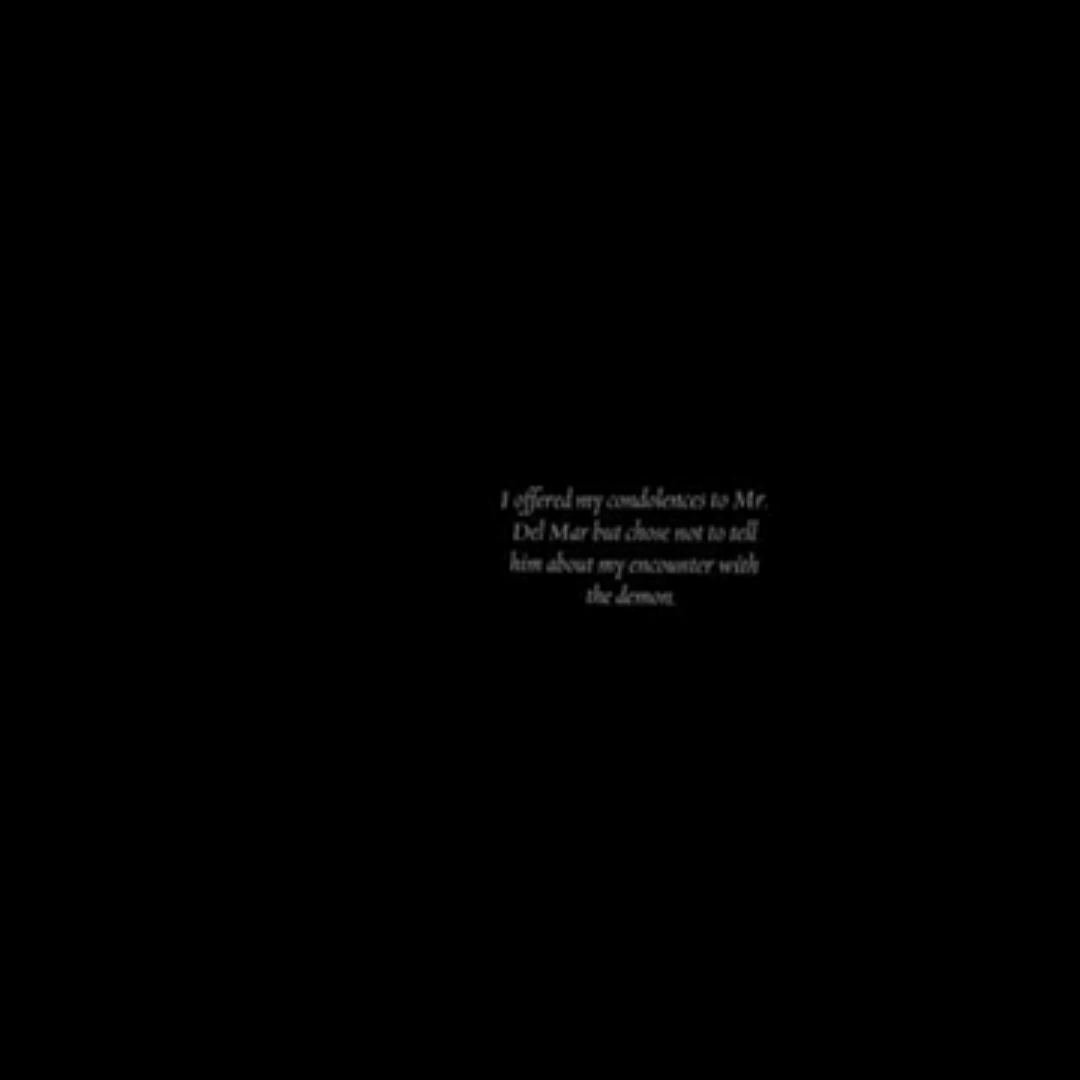 I offered my condolences to Mr.
Del Mar but chose not to tell
him about my encounter with
the demon.